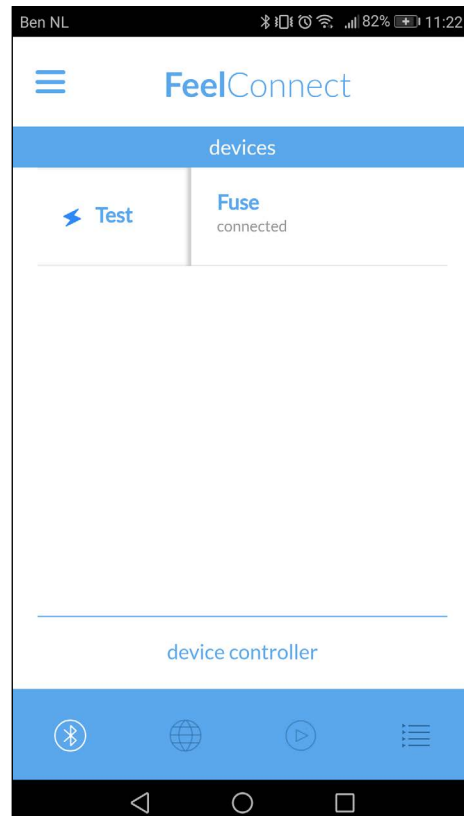 Ben NL 82% 11:22
FeelConnect
devices
Test
Fuse
connected
device controller